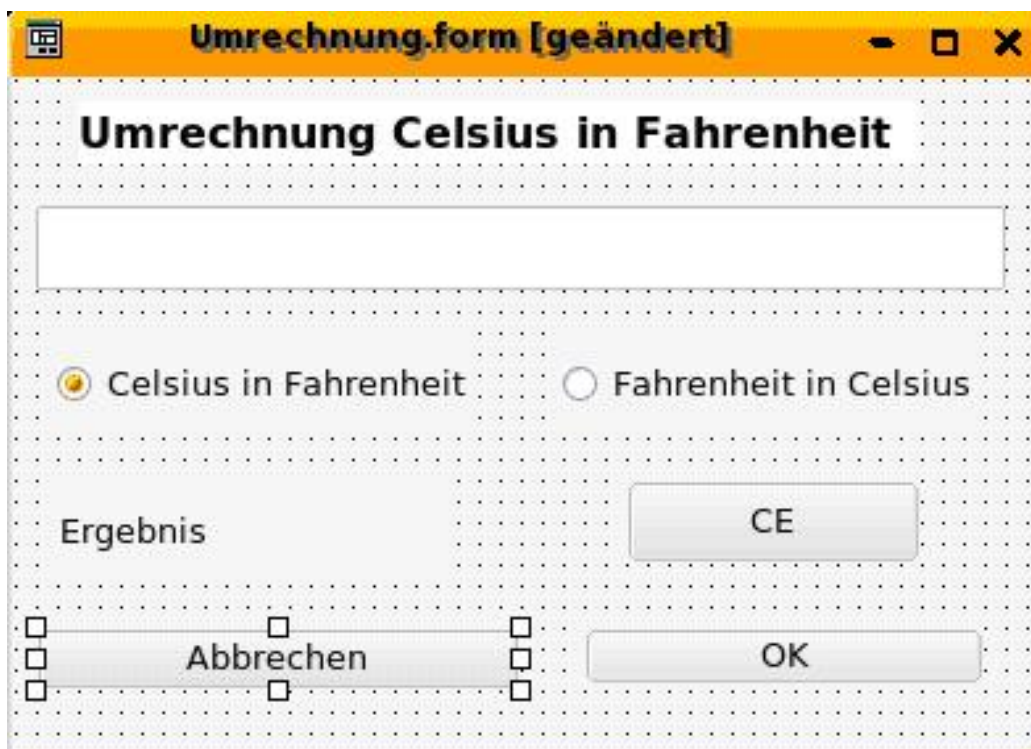 Umrechnung.form [geändert]
Umrechnung Celsius in Fahrenheit
Celsius in Fahrenheit
Fahrenheit in Celsius
Ergebnis
CE
Abbrechen
OK